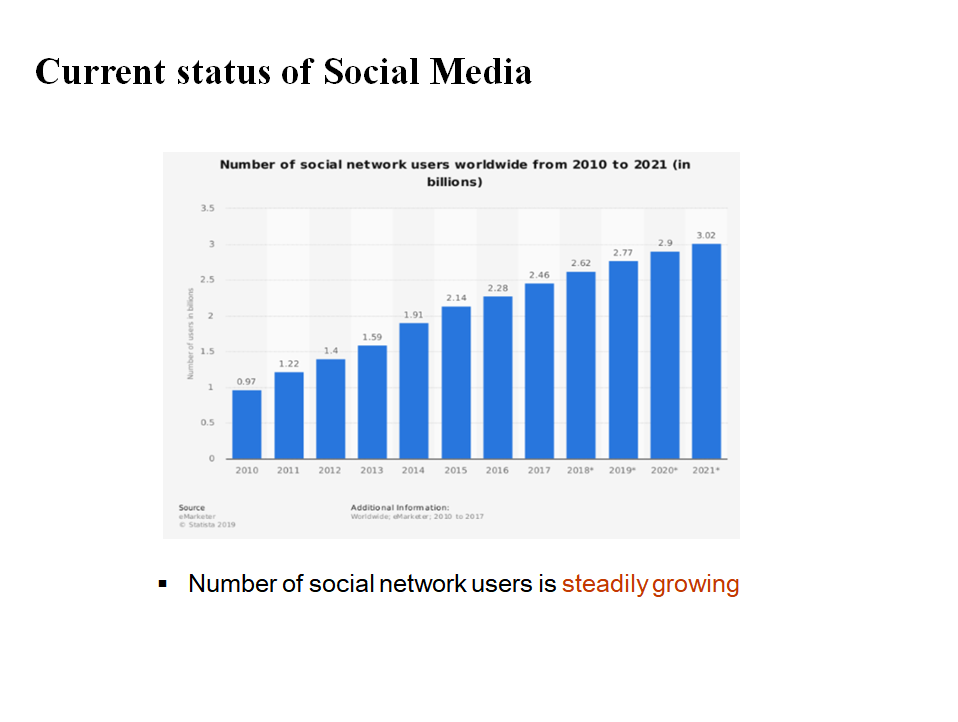 Current status of Social Media
Number of social network users worldwide from 2010 to 2021 (in
billions)
Number of users in billions
3.5
3
2.5
2
1.5
1
0.5
0
0.97
1.22
1.4
1.59
1.91
2.14
2.28
2.46
2.62
2.77
2.9
3.02
2010 2011 2012 2013 2014 2015 2016 2017 2018* 2019* 2020* 2021*
Source
eMarketer
© Statista 2019
Additional Information:
Worldwide; eMarketer; 2010 to 2017
▪ Number of social network users is steadily growing